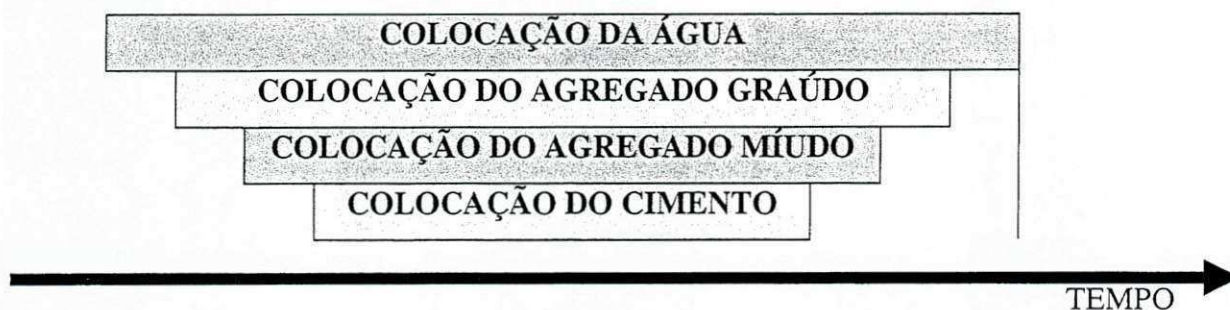 COLOCAÇÃO DA ÁGUA
COLOCAÇÃO DO AGREGADO GRAÚDO
COLOCAÇÃO DO AGREGADO MÍUDO
COLOCAÇÃO DO CIMENTO
TEMPO